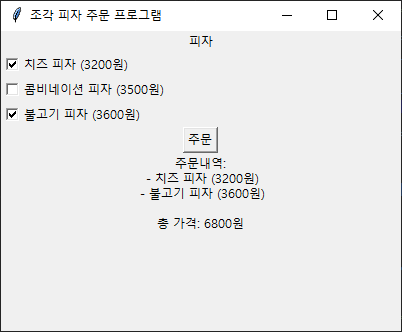 조각 피자 주문 프로그램
피자
치즈 피자 (3200원)
콤비네이션 피자 (3500원)
불고기 피자 (3600원)
주문
주문내역:
- 치즈 피자 (3200원)
- 불고기 피자 (3600원)
총 가격: 6800원